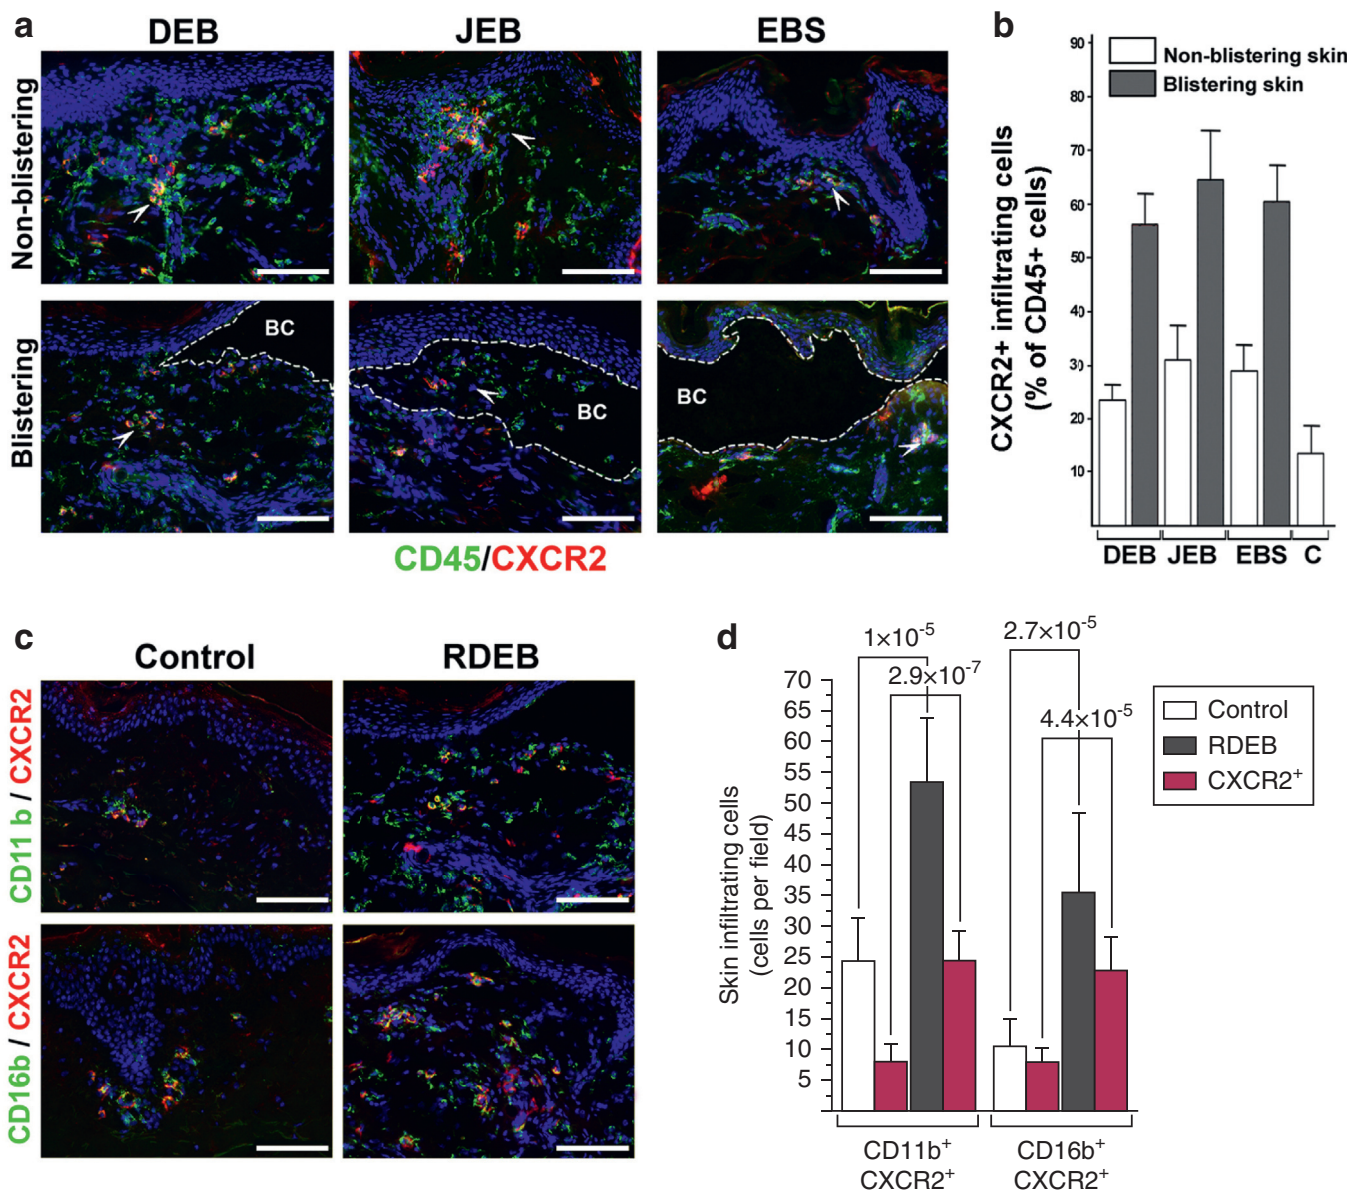 a
DEB
JEB
EBS
Non-blistering
Blistering
BC
BC
BC
CD45/CXCR2
b
CXCR2+ infiltrating cells
(% of CD45+ cells)
90
80
70
60
50
40
30
20
10
Non-blistering skin
Blistering skin
DEB
JEB
EBS
C
c
Control
RDEB
CD11 b / CXCR2
CD16b / CXCR2
d
Skin infiltrating cells
(cells per field)
70
65
60
55
50
45
40
35
30
25
20
15
10
5
1×10⁻⁵
2.9×10⁻⁷
2.7×10⁻⁵
4.4×10⁻⁵
Control
RDEB
CXCR2⁺
CD11b⁺
CXCR2⁺
CD16b⁺
CXCR2⁺